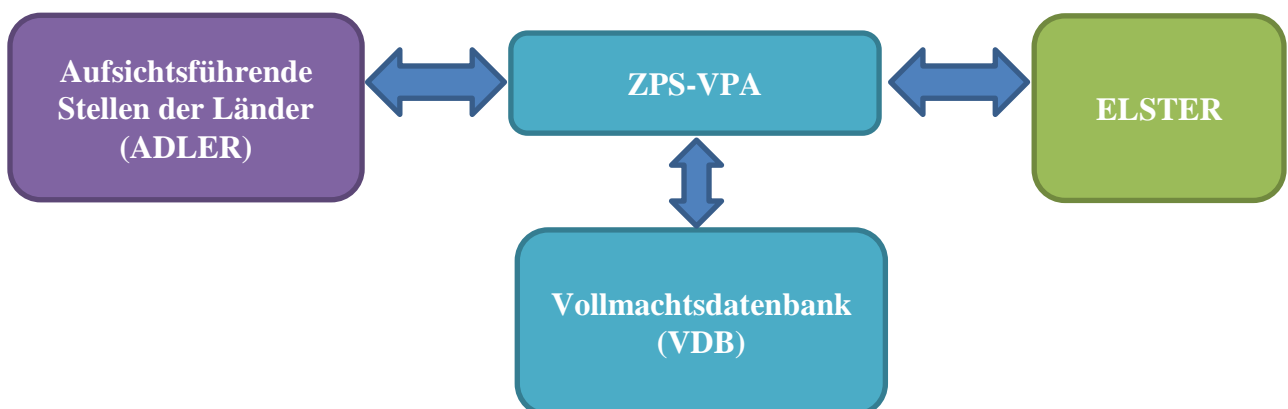 Aufsichtsführende
Stellen der Länder
(ADLER)
ZPS-VPA
ELSTER
Vollmachtsdatenbank
(VDB)